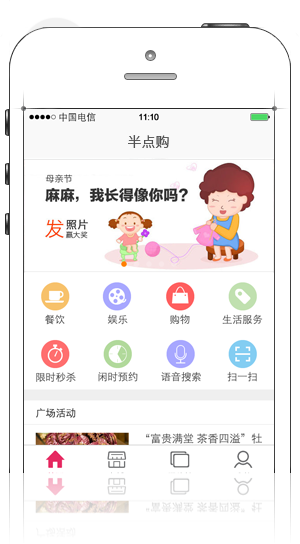 中国电信 11:10
半点购
母亲节
麻麻，我长得像你吗？
发 照片
赢大奖
餐饮 娱乐 购物 生活服务
限时秒杀 闲时预约 语音搜索 扫一扫
广场活动
“富贵满堂 茶香四溢”牡